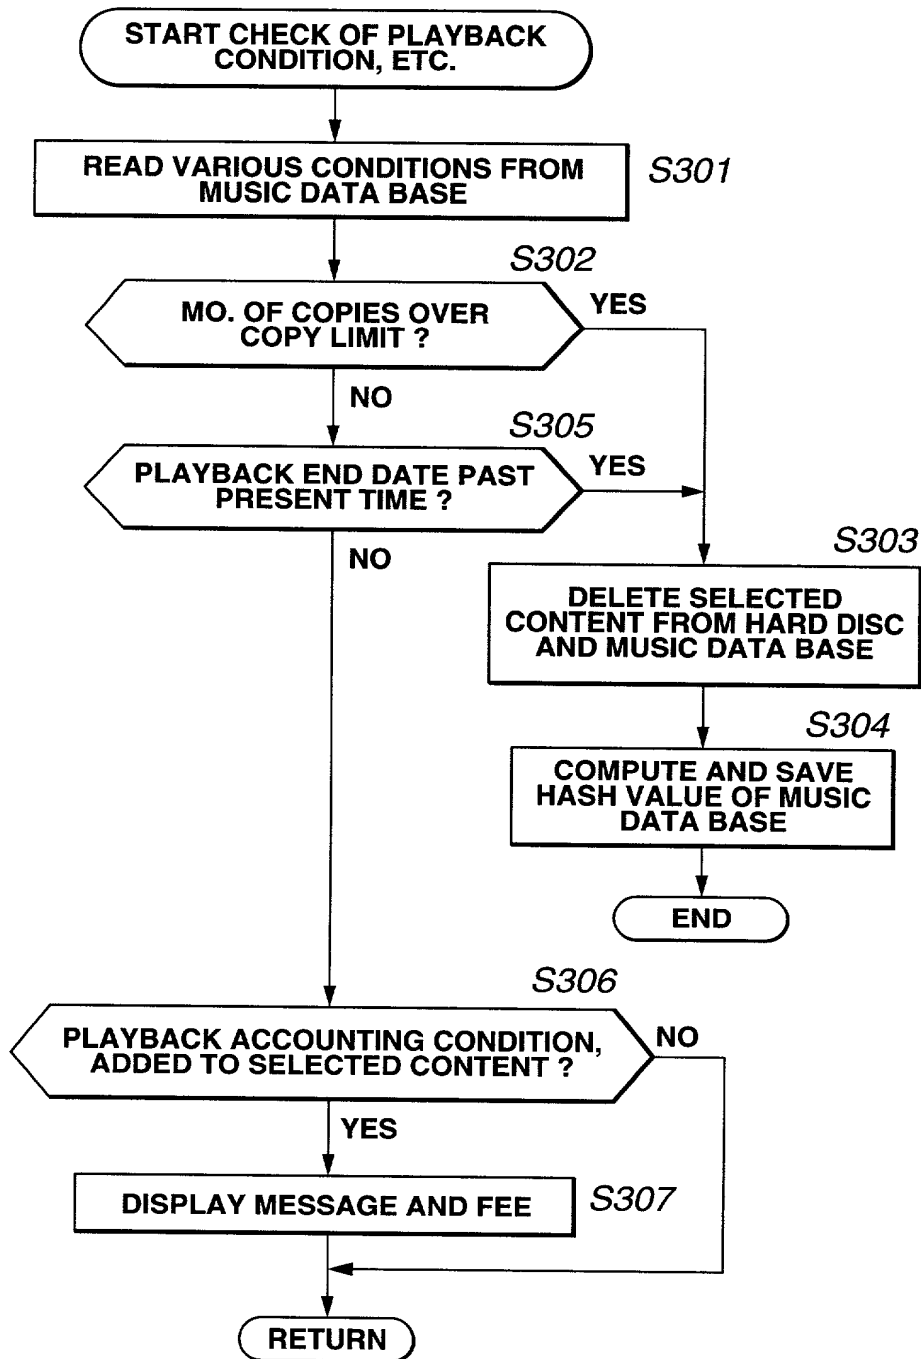 START CHECK OF PLAYBACK
CONDITION, ETC.
READ VARIOUS CONDITIONS FROM
MUSIC DATA BASE
S301
S302
MO. OF COPIES OVER
COPY LIMIT ?
YES
NO
S305
PLAYBACK END DATE PAST
PRESENT TIME ?
YES
NO
S303
DELETE SELECTED
CONTENT FROM HARD DISC
AND MUSIC DATA BASE
S304
COMPUTE AND SAVE
HASH VALUE OF MUSIC
DATA BASE
END
S306
PLAYBACK ACCOUNTING CONDITION,
ADDED TO SELECTED CONTENT ?
NO
YES
DISPLAY MESSAGE AND FEE
S307
RETURN